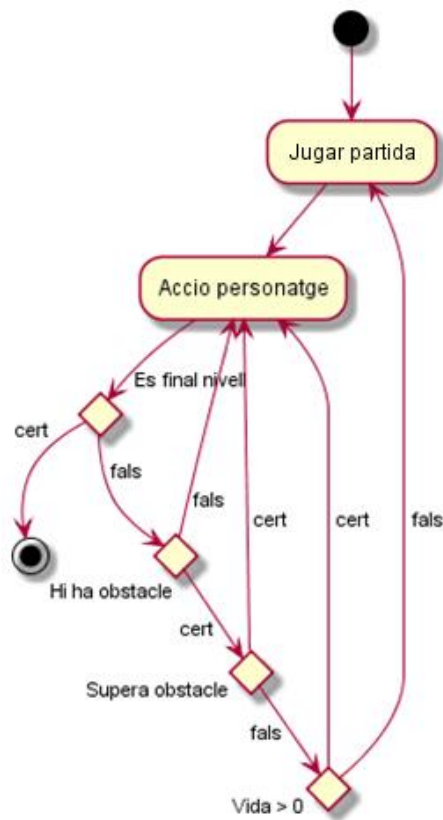 Jugar partida
Accio personatge
Es final nivell
cert
fals
fals
cert
cert
fals
Hi ha obstacle
cert
Supera obstacle
fals
Vida > 0